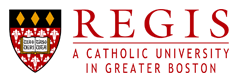 REGIS
A CATHOLIC UNIVERSITY
IN GREATER BOSTON